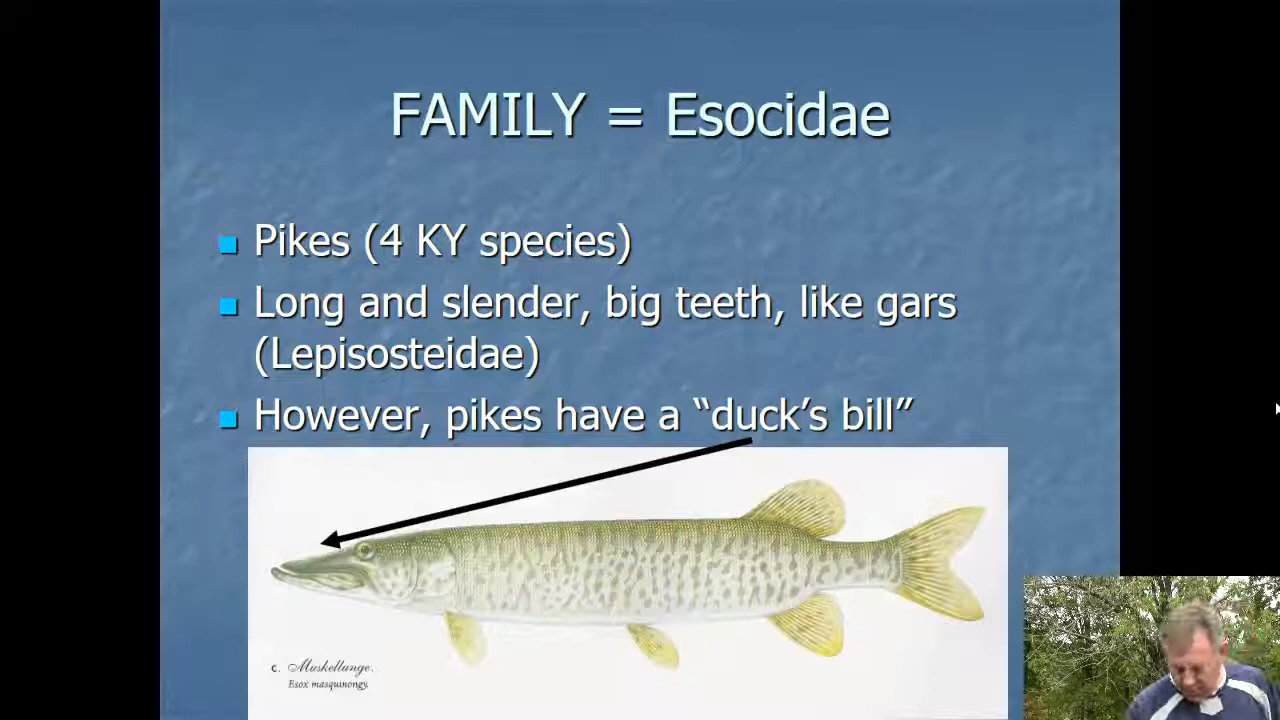 FAMILY = Esocidae
Pikes (4 KY species)
Long and slender, big teeth, like gars
(Lepisosteidae)
However, pikes have a “duck’s bill”
c. Muskellunge.
Esox masquinongy.